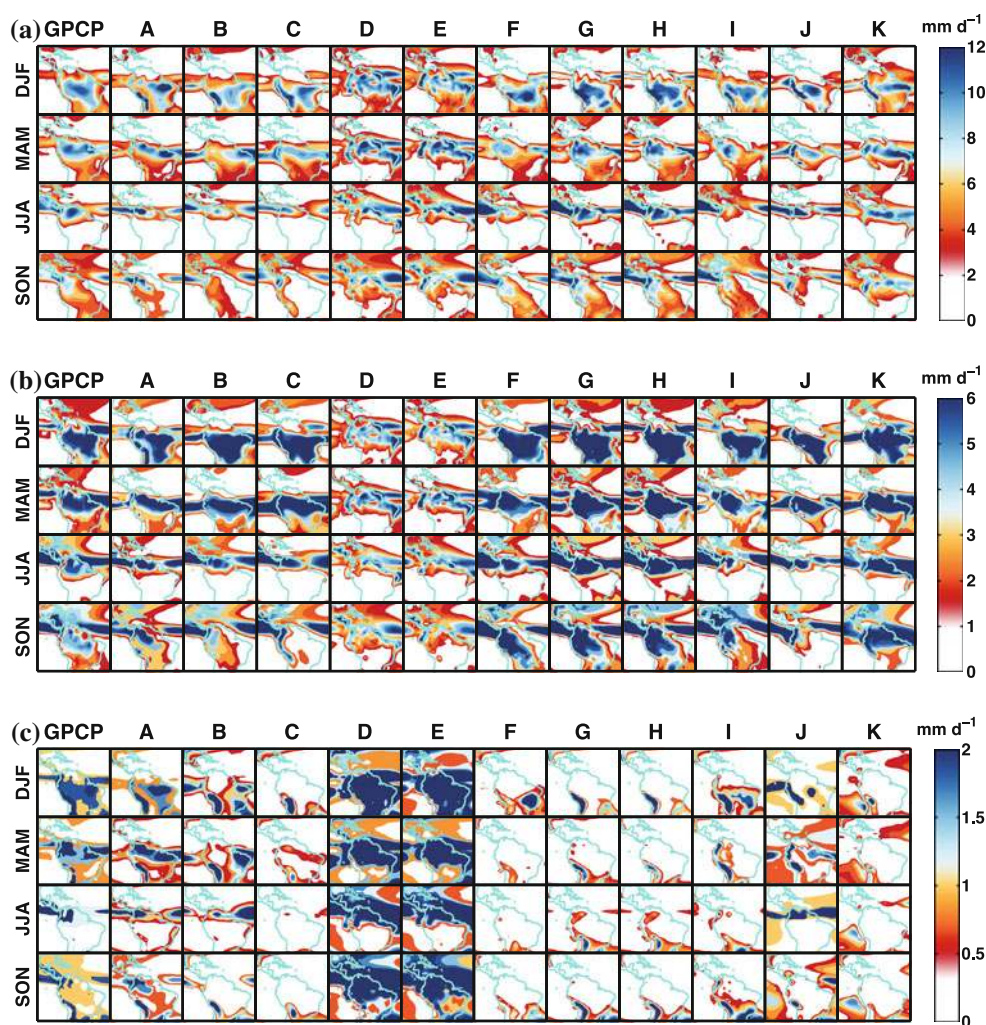 (a) GPCP A B C D E F G H I J K mm d⁻¹
DJF
MAM
JJA
SON
12
10
8
6
4
2
0
(b) GPCP A B C D E F G H I J K mm d⁻¹
DJF
MAM
JJA
SON
6
5
4
3
2
1
0
(c) GPCP A B C D E F G H I J K mm d⁻¹
DJF
MAM
JJA
SON
2
1.5
1
0.5
0